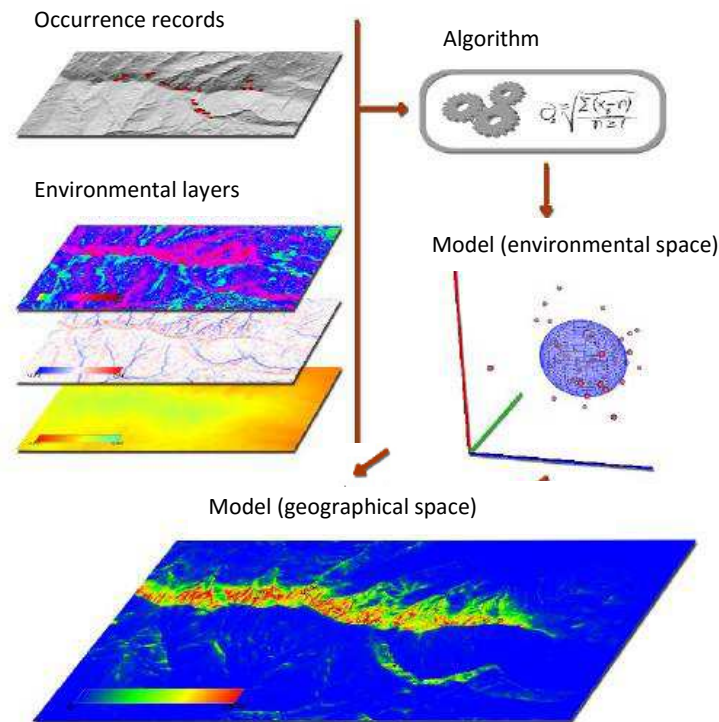 Occurrence records
Algorithm
Environmental layers
Model (environmental space)
Model (geographical space)